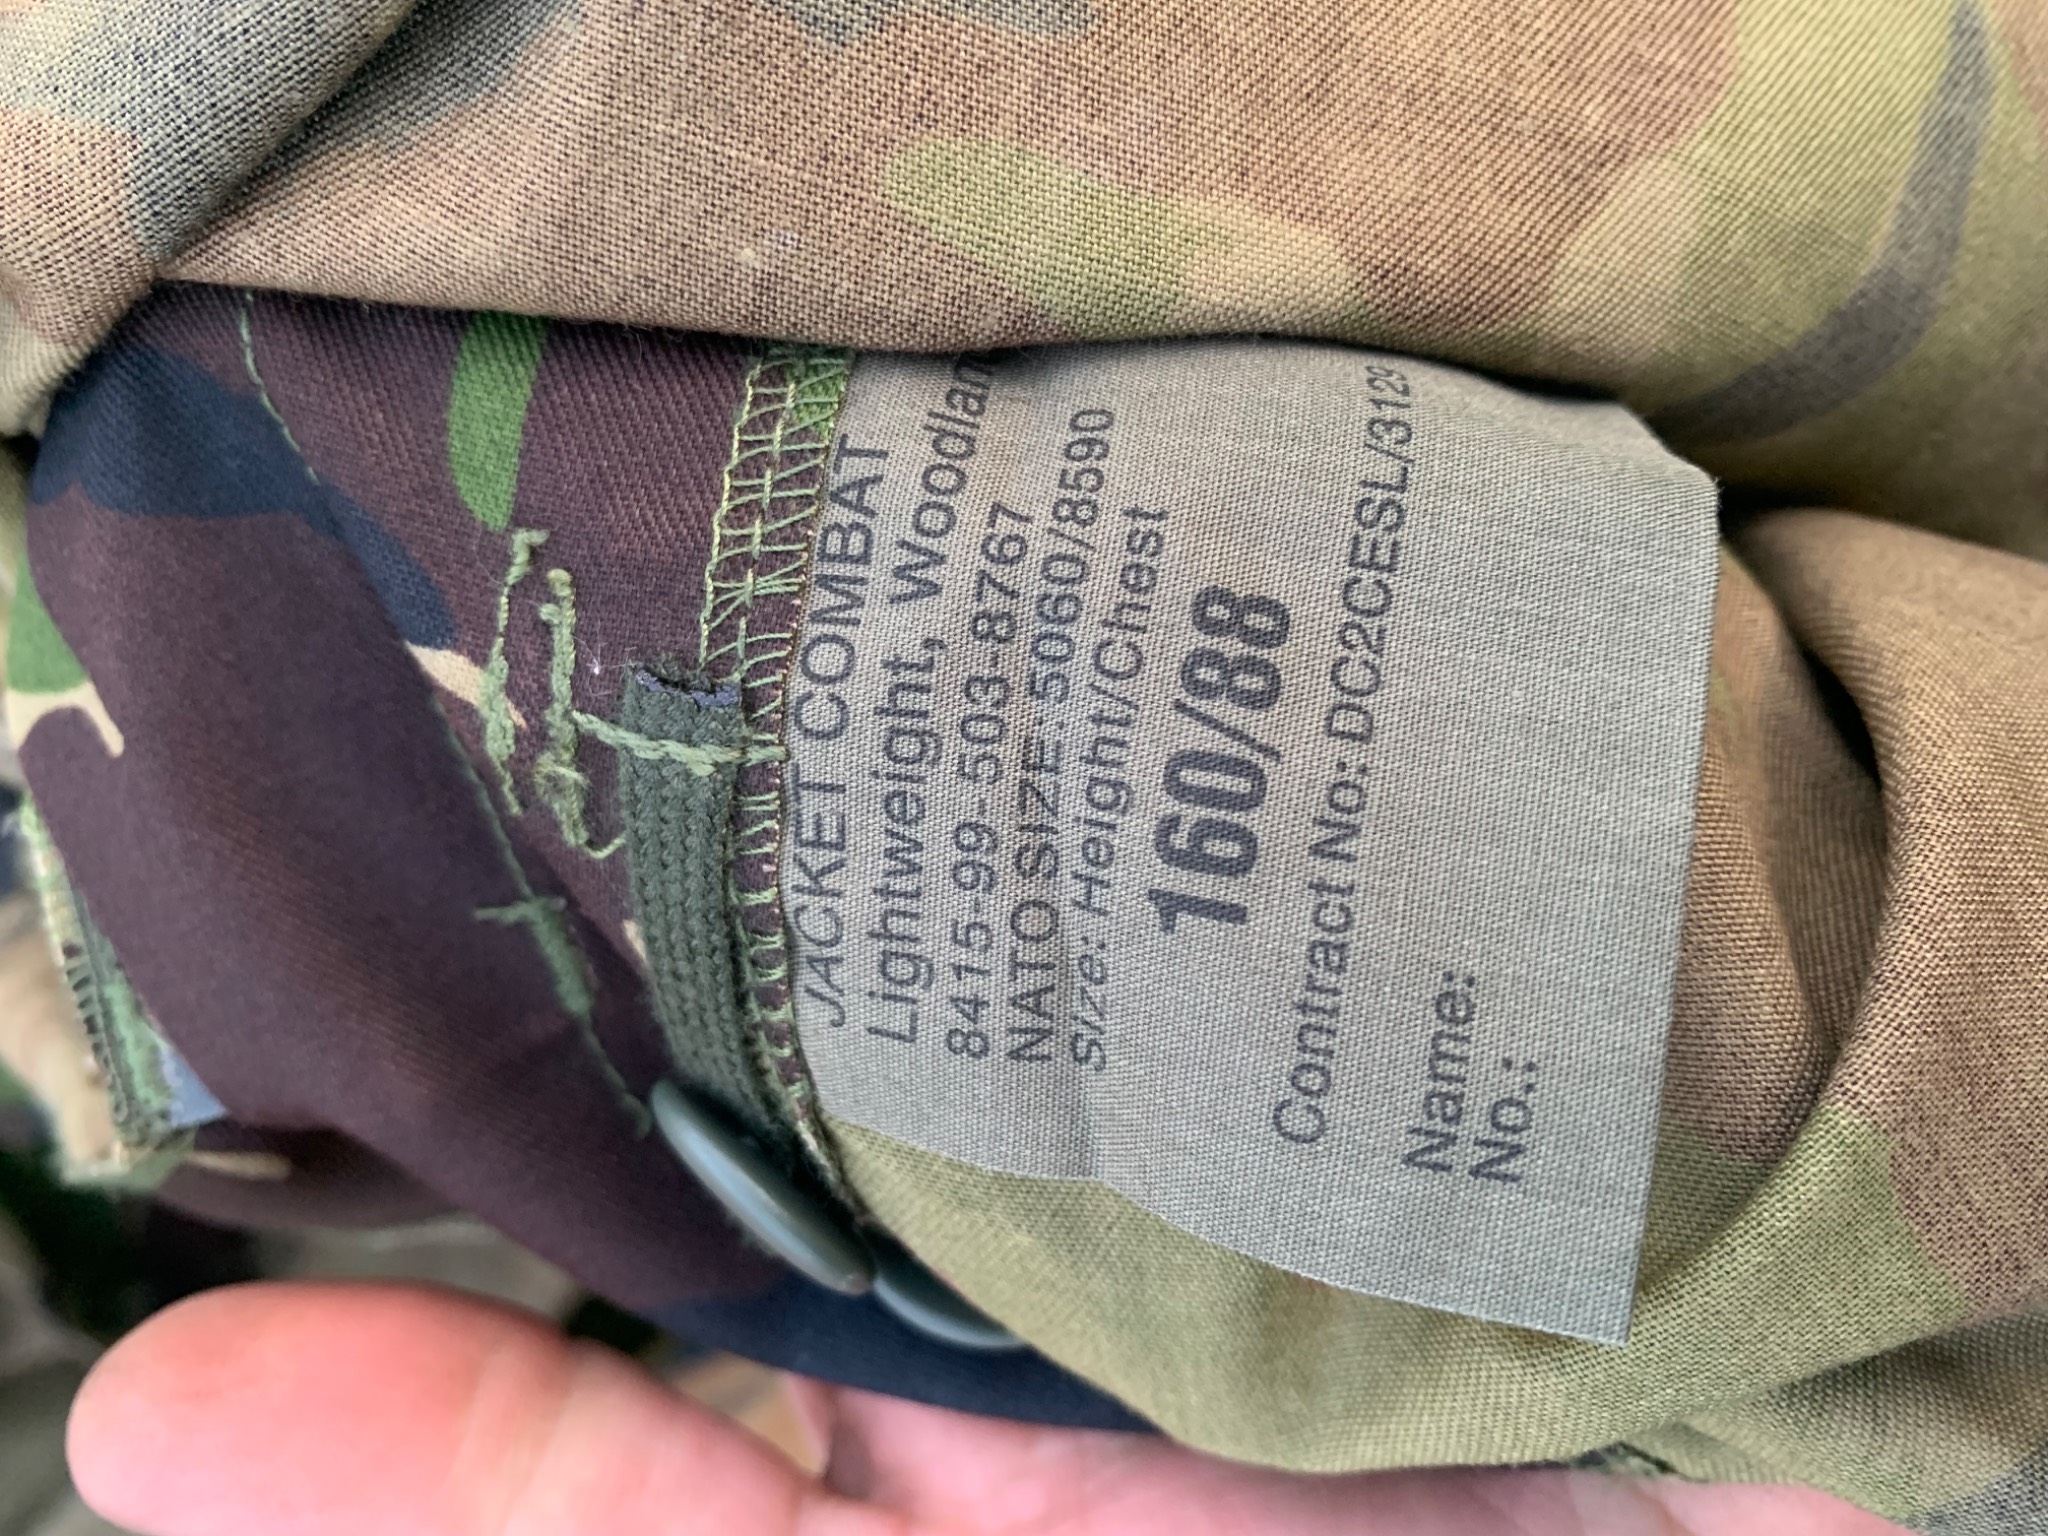 JACKET COMBAT
Lightweight, Woodlan
8415-99-503-8767
NATO SIZE:5060/8590
Size: Height/Chest
160/88
Contract No:DC2CESL/3129
Name:
No.: